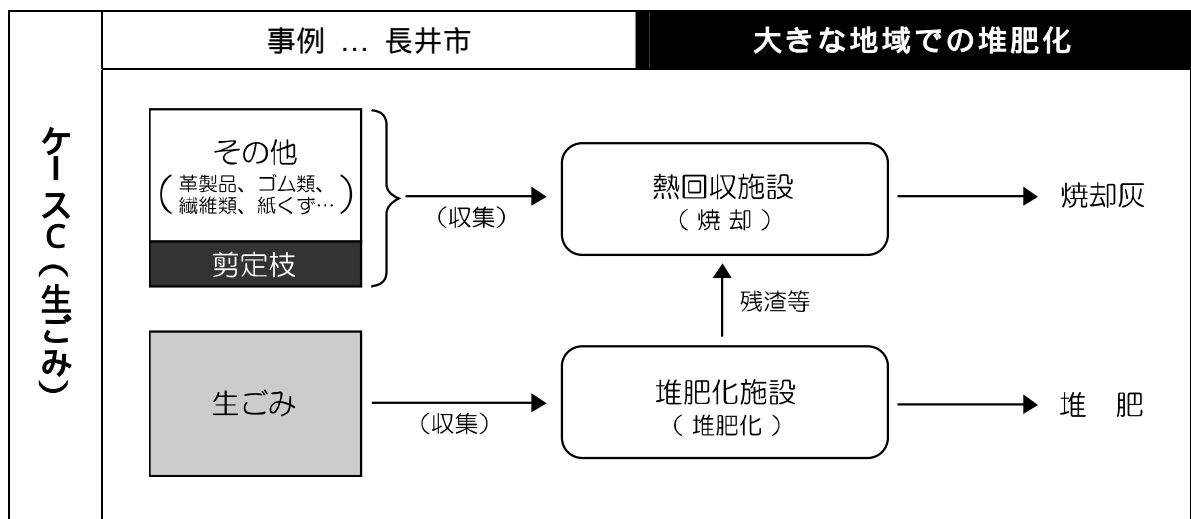 事例 … 長井市
大きな地域での堆肥化
ケースC(生ごみ)
その他
(革製品、ゴム類、
繊維類、紙くず…)
剪定枝
(収集)
熱回収施設
(焼却)
焼却灰
残渣等
生ごみ
(収集)
堆肥化施設
(堆肥化)
堆 肥